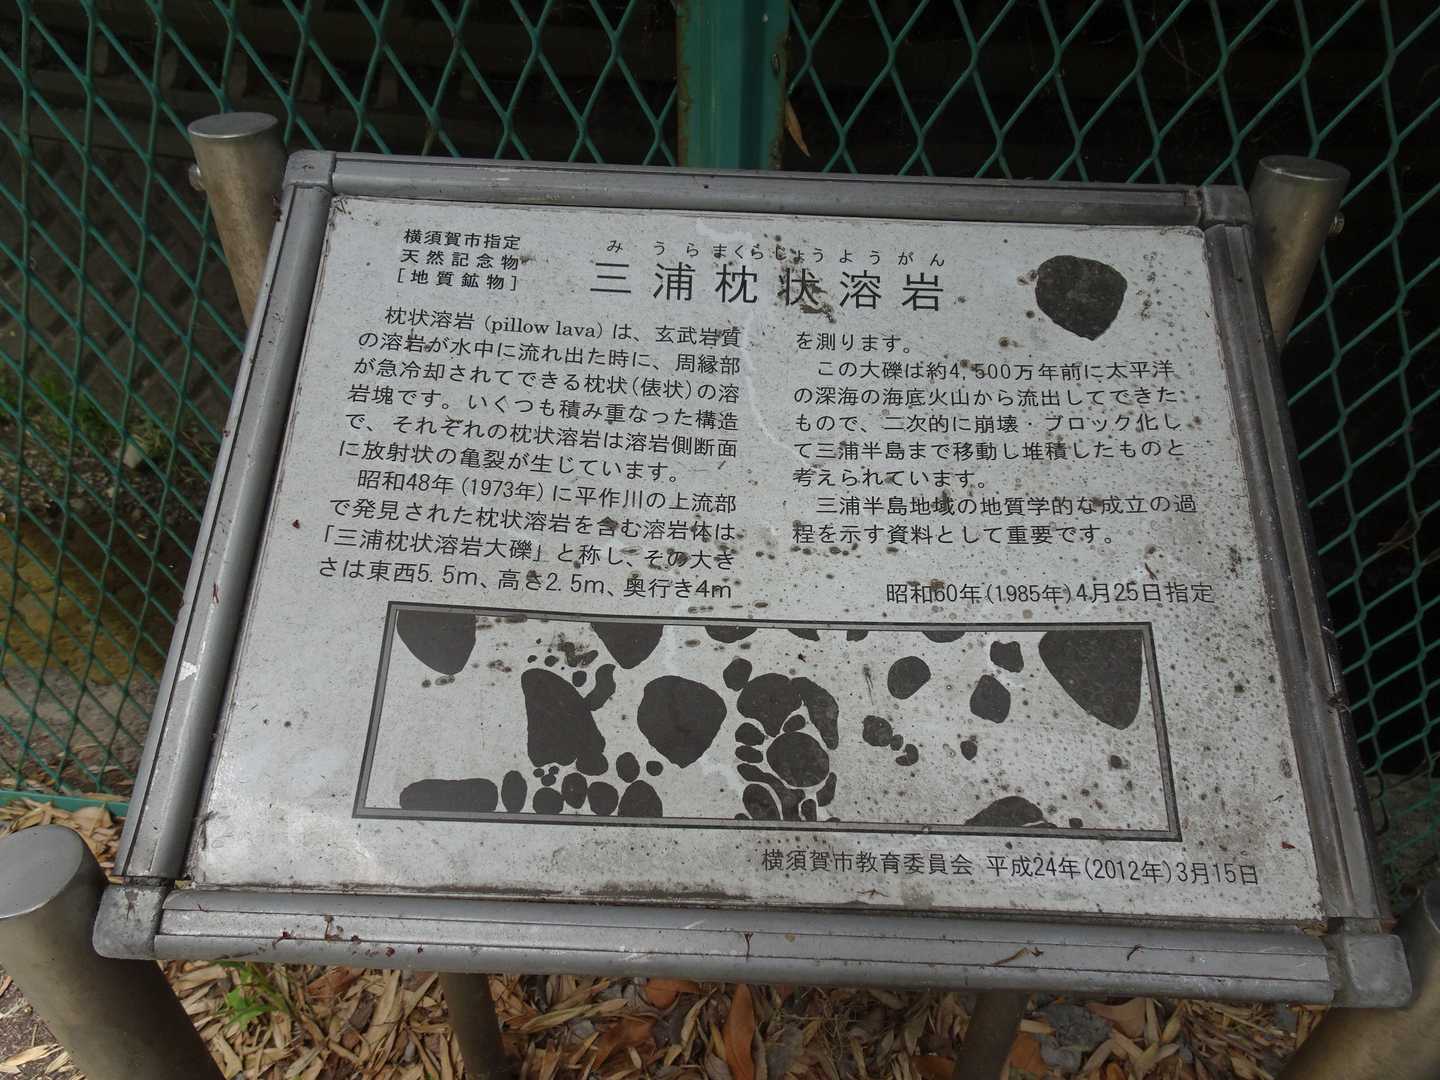 横須賀市指定
天然記念物
[地質鉱物]
みうらまくらじょうようがん
三浦枕状溶岩
枕状溶岩(pillow lava)は、玄武岩質
の溶岩が水中に流れ出た時に、周縁部
が急冷却されてできる枕状(俵状)の溶
岩塊です。いくつも積み重なった構造
で、それぞれの枕状溶岩は溶岩側断面
に放射状の亀裂が生じています。
昭和48年(1973年)に平作川の上流部
で発見された枕状溶岩を含む溶岩体は
「三浦枕状溶岩大礫」と称し、その大き
さは東西5.5m、高さ2.5m、奥行き4m
を測ります。
この大礫は約4,500万年前に太平洋
の深海の海底火山から流出してできた
もので、二次的に崩壊・ブロック化し
て三浦半島まで移動し堆積したものと
考えられています。
三浦半島地域の地質学的な成立の過
程を示す資料として重要です。
昭和60年(1985年)4月25日指定
横須賀市教育委員会 平成24年(2012年)3月15日